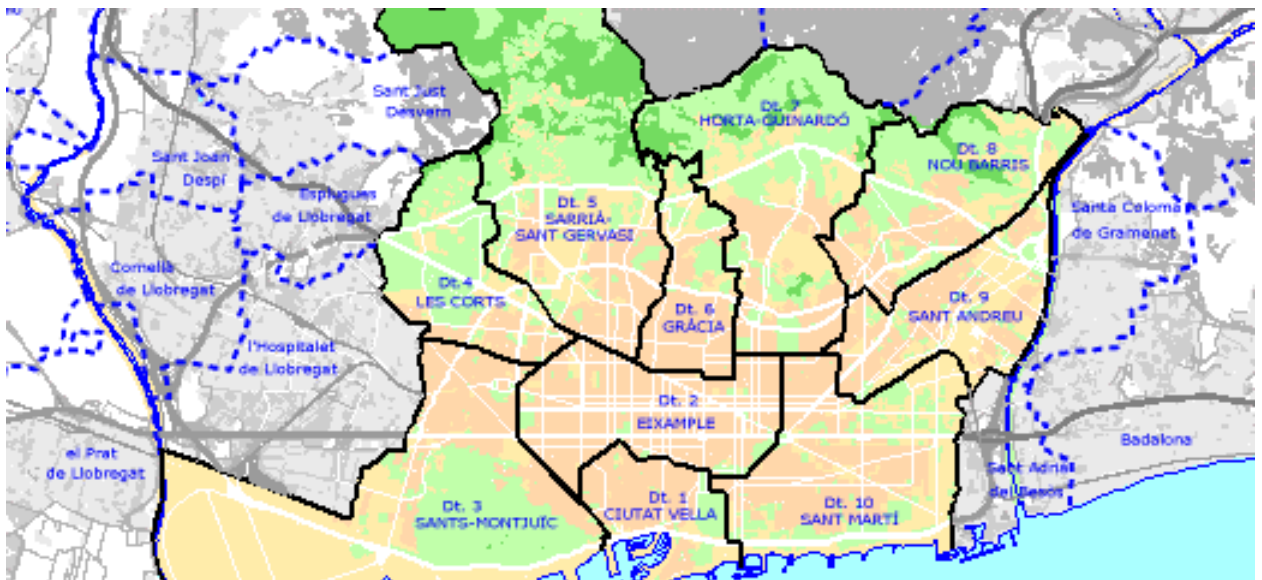 Sant Just
Desvern
Dt. 7
HORTA-GUINARDÓ
Dt. 8
NOU BARRIS
Sant Joan
Despí
Esplugues
de Llobregat
Dt. 5
SARRIÀ-
SANT GERVASI
Santa Coloma
de Gramenet
Cornellà
de Llobregat
Dt.4
LES CORTS
Dt. 6
GRÀCIA
Dt. 9
SANT ANDREU
l'Hospitalet
de Llobregat
Dt. 2
EIXAMPLE
el Prat
de Llobregat
Badalona
Sant Adrià
del Besòs
Dt. 3
SANTS-MONTJUÏC
Dt. 1
CIUTAT VELLA
Dt. 10
SANT MARTÍ